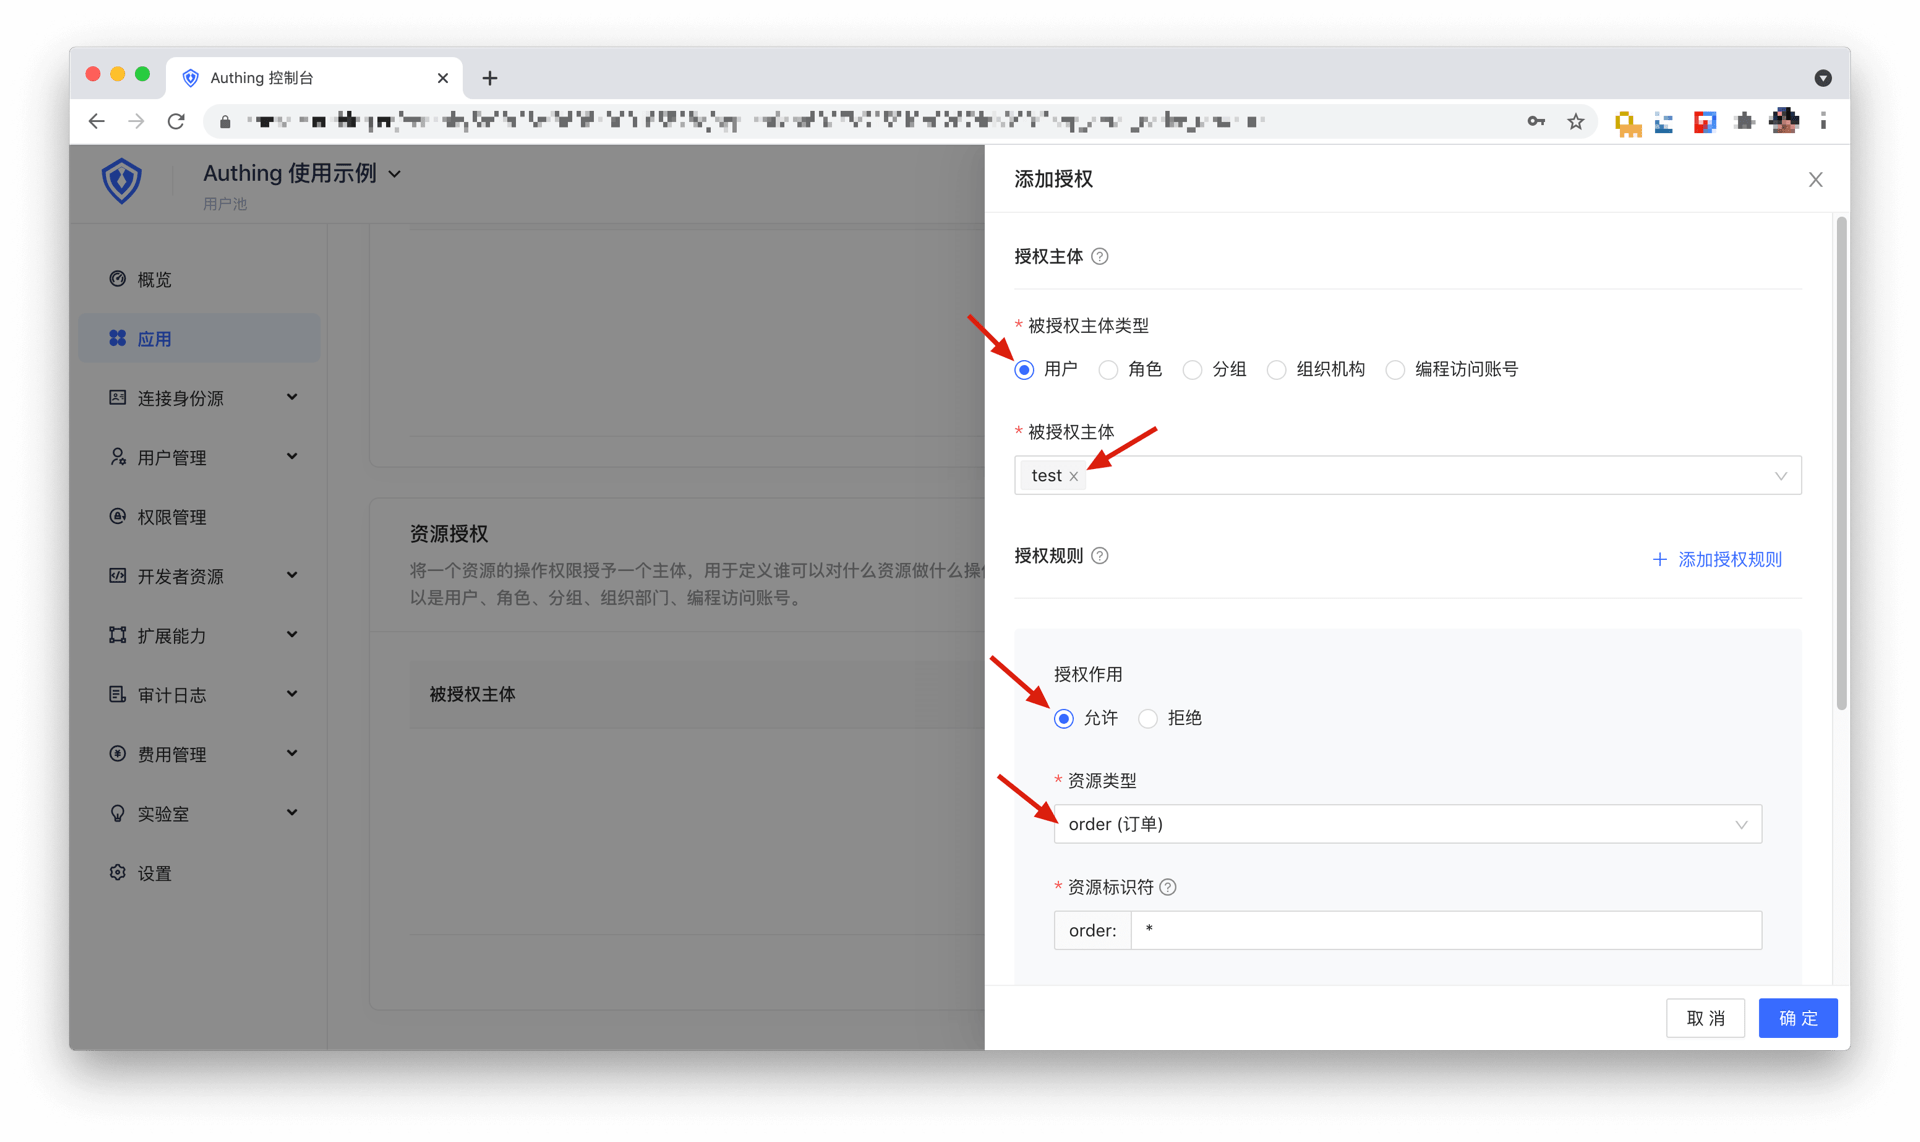 Authing 控制台
Authing 使用示例
用户池
概览
应用
连接身份源
用户管理
权限管理
开发者资源
扩展能力
审计日志
费用管理
实验室
设置
资源授权
将一个资源的操作权限授予一个主体，用于定义谁可以对什么资源做什么操
以是用户、角色、分组、组织部门、编程访问账号。
被授权主体
添加授权
授权主体
* 被授权主体类型
用户 角色 分组 组织机构 编程访问账号
* 被授权主体
test
授权规则
添加授权规则
授权作用
允许 拒绝
* 资源类型
order (订单)
* 资源标识符
order: *
取 消 确 定